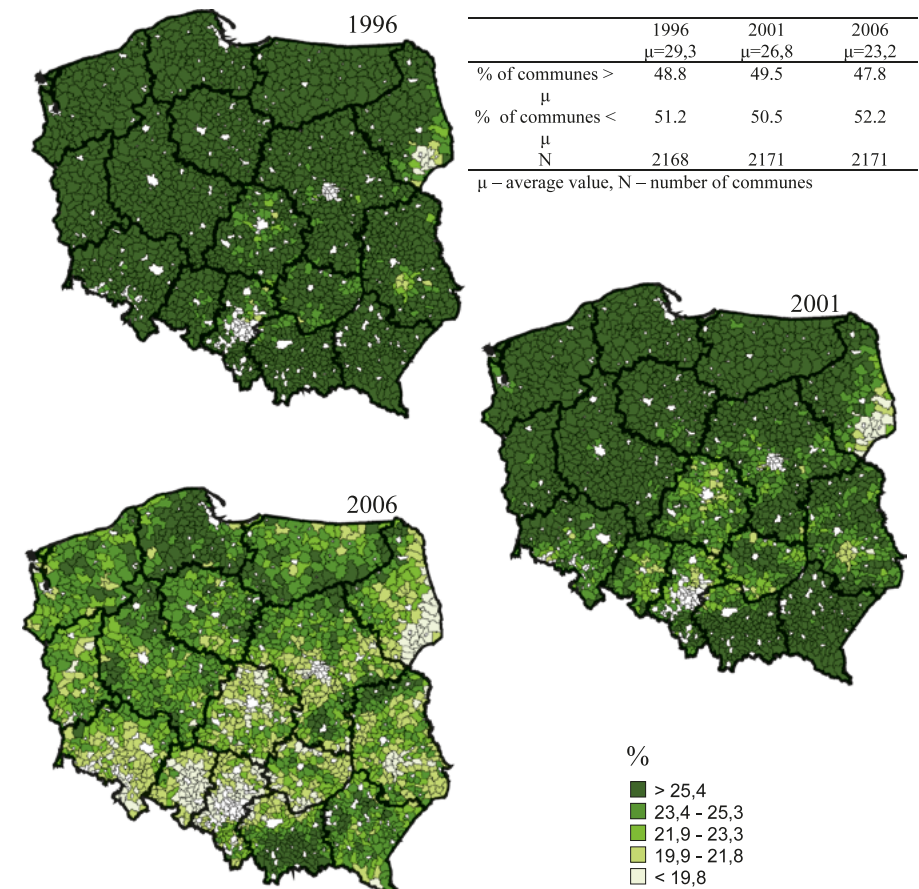 1996
1996 2001 2006
μ=29,3 μ=26,8 μ=23,2
% of communes > 48.8 49.5 47.8
μ
% of communes < 51.2 50.5 52.2
μ
N 2168 2171 2171
μ – average value, N – number of communes
2001
2006
%
> 25,4
23,4 - 25,3
21,9 - 23,3
19,9 - 21,8
< 19,8